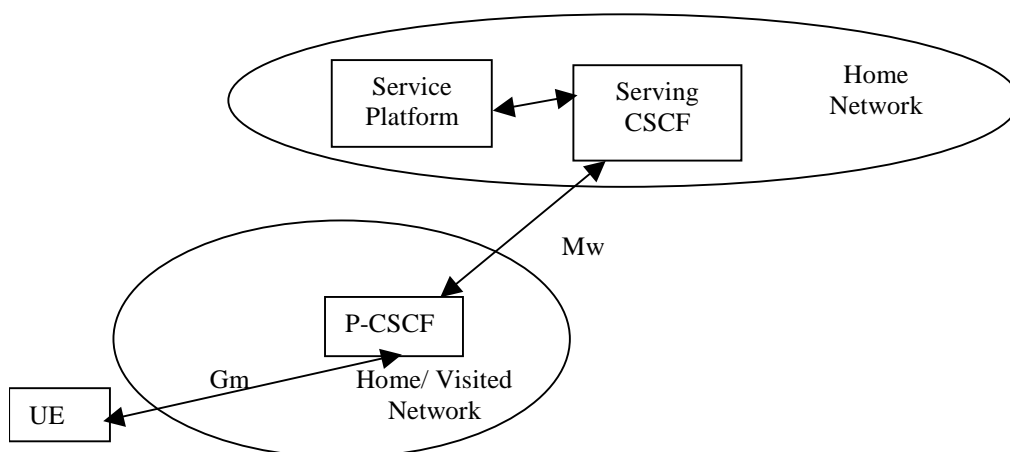 Service
Platform
Serving
CSCF
Home
Network
Mw
P-CSCF
Gm
Home/ Visited
Network
UE